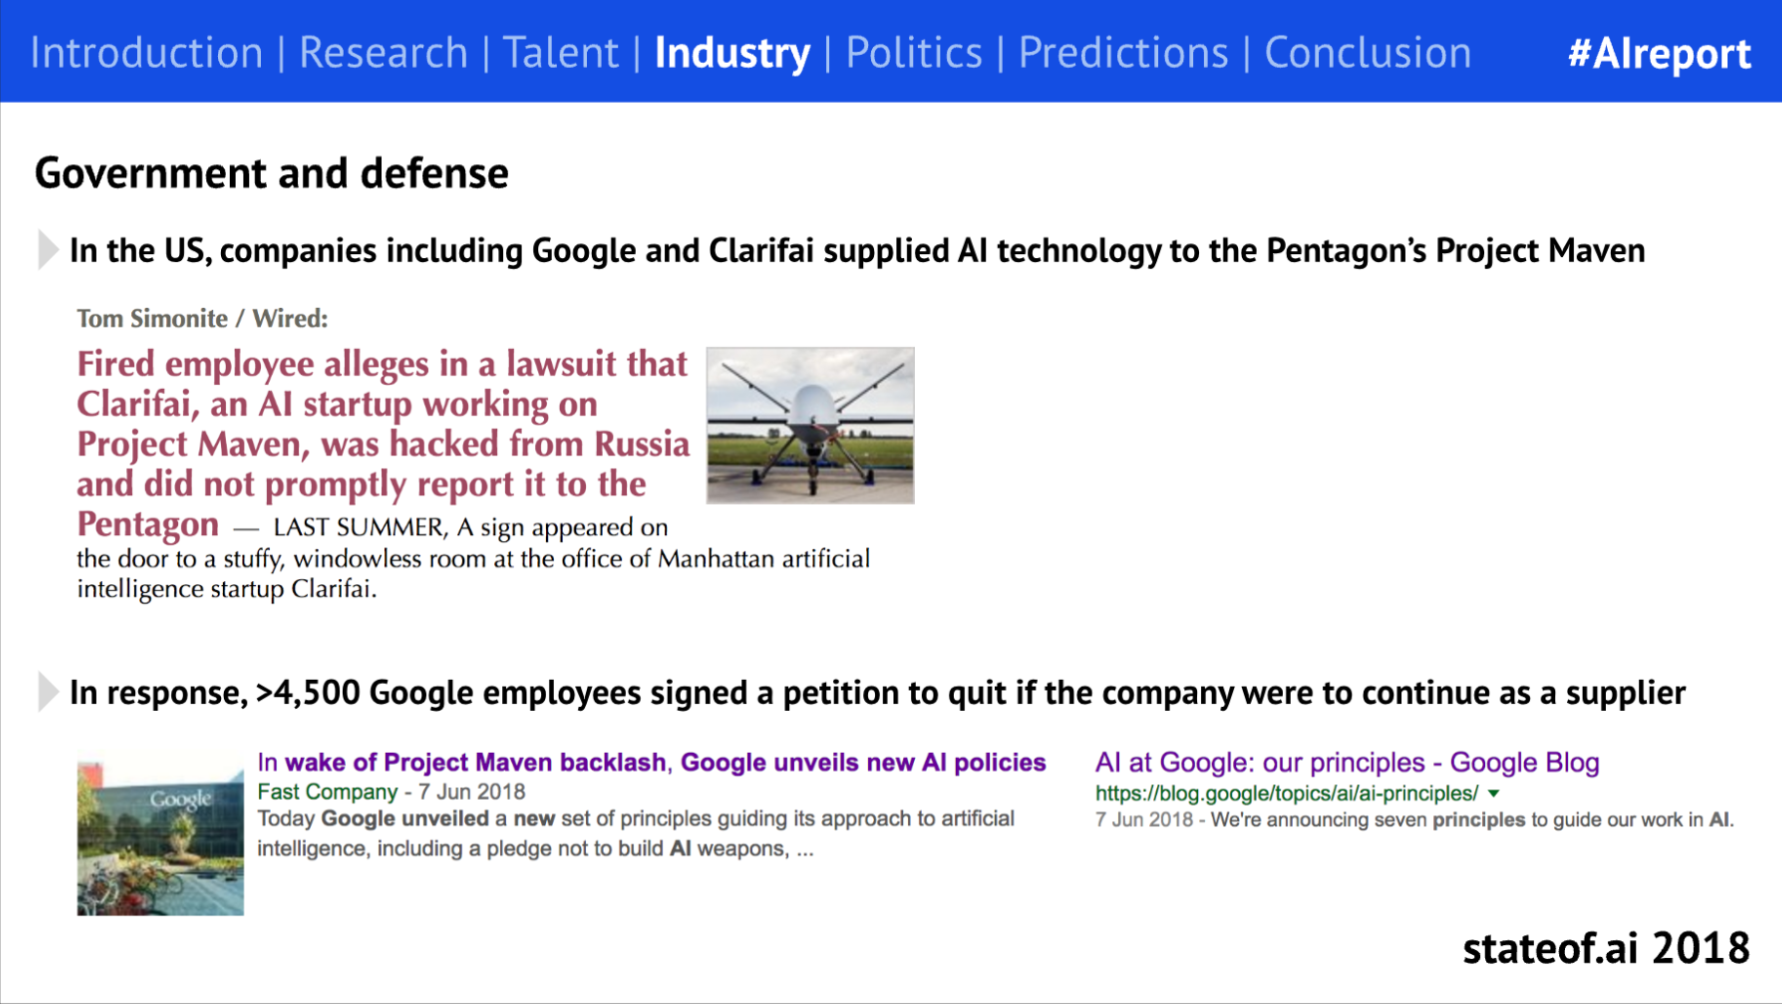 Introduction | Research | Talent | Industry | Politics | Predictions | Conclusion #AIreport
Government and defense
In the US, companies including Google and Clarifai supplied AI technology to the Pentagon’s Project Maven
Tom Simonite / Wired:
Fired employee alleges in a lawsuit that
Clarifai, an AI startup working on
Project Maven, was hacked from Russia
and did not promptly report it to the
Pentagon — LAST SUMMER, A sign appeared on
the door to a stuffy, windowless room at the office of Manhattan artificial
intelligence startup Clarifai.
In response, >4,500 Google employees signed a petition to quit if the company were to continue as a supplier
Google
In wake of Project Maven backlash, Google unveils new AI policies
Fast Company - 7 Jun 2018
Today Google unveiled a new set of principles guiding its approach to artificial
intelligence, including a pledge not to build AI weapons, ...
AI at Google: our principles - Google Blog
https://blog.google/topics/ai/ai-principles/
7 Jun 2018 - We're announcing seven principles to guide our work in AI.
stateof.ai 2018